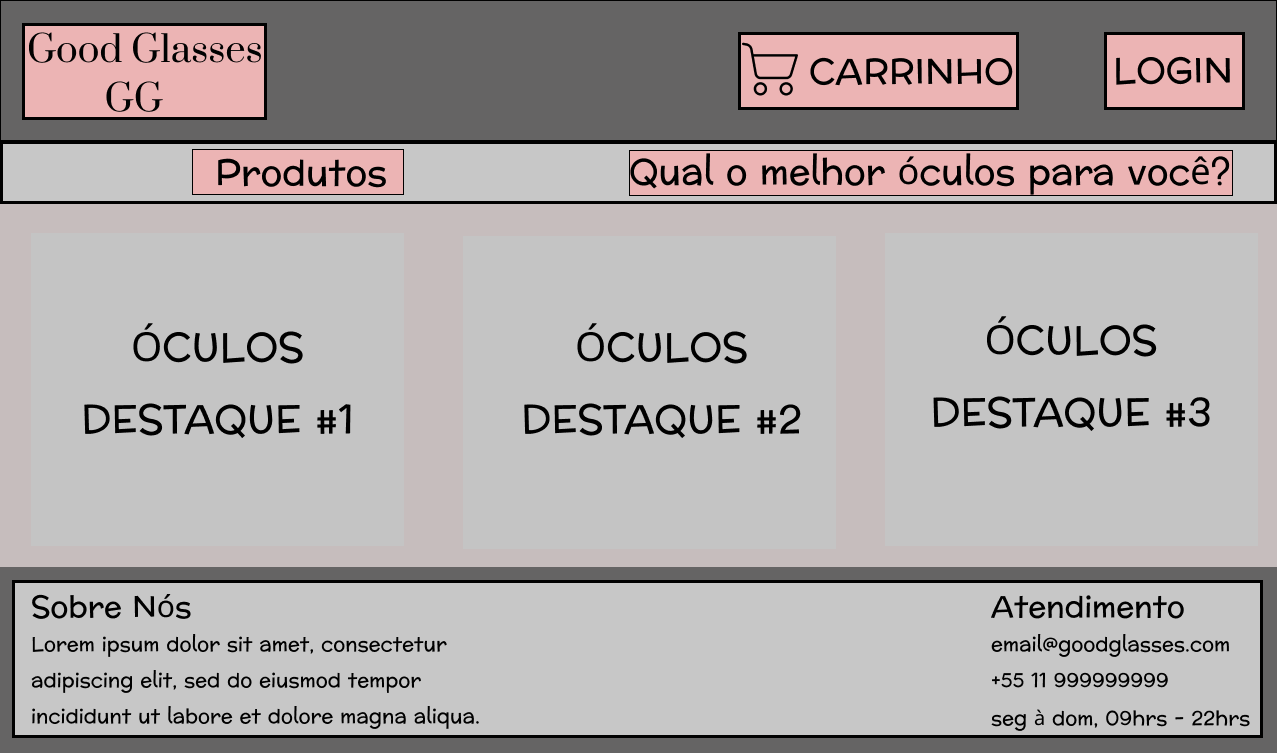 Good Glasses
GG
CARRINHO
LOGIN
Produtos
Qual o melhor óculos para você?
ÓCULOS
DESTAQUE #1
ÓCULOS
DESTAQUE #2
ÓCULOS
DESTAQUE #3
Sobre Nós
Lorem ipsum dolor sit amet, consectetur
adipiscing elit, sed do eiusmod tempor
incididunt ut labore et dolore magna aliqua.
Atendimento
email@goodglasses.com
+55 11 999999999
seg à dom, 09hrs - 22hrs